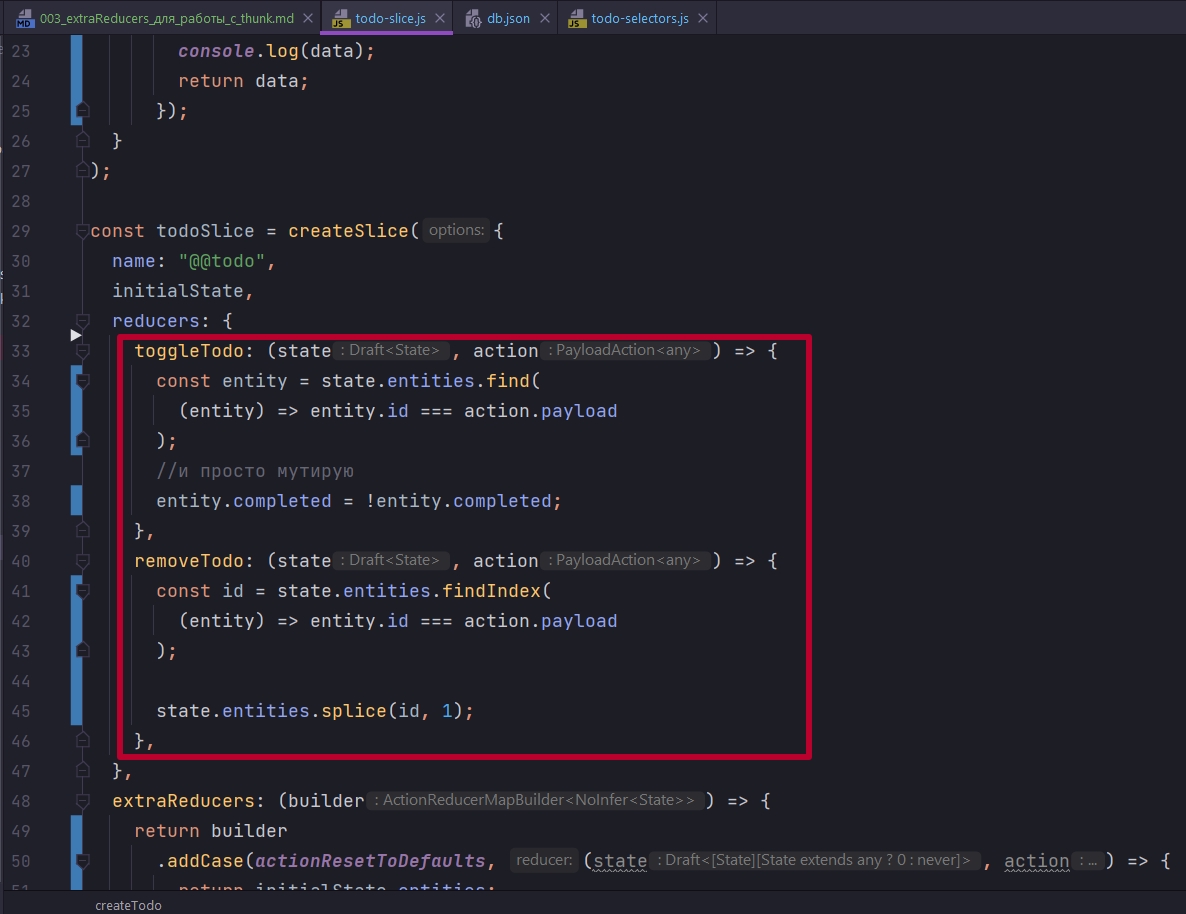 003_extraReducers_для_работы_с_thunk.md todo-slice.js db.json todo-selectors.js
23 console.log(data);
24 return data;
25 });
26 }
27 );
28
29 const todoSlice = createSlice( options: {
30 name: "@@todo",
31 initialState,
32 reducers: {
33 toggleTodo: (state : Draft<State> , action : PayloadAction<any> ) => {
34 const entity = state.entities.find(
35 (entity) => entity.id === action.payload
36 );
37 //и просто мутирую
38 entity.completed = !entity.completed;
39 },
40 removeTodo: (state : Draft<State> , action : PayloadAction<any> ) => {
41 const id = state.entities.findIndex(
42 (entity) => entity.id === action.payload
43 );
44
45 state.entities.splice(id, 1);
46 },
47 },
48 extraReducers: (builder : ActionReducerMapBuilder<NoInfer<State>> ) => {
49 return builder
50 .addCase(actionResetToDefaults, reducer: (state : Draft<[State][State extends any ? 0 : never]> , action : ... ) => {
51 return initialState.entities;
createTodo